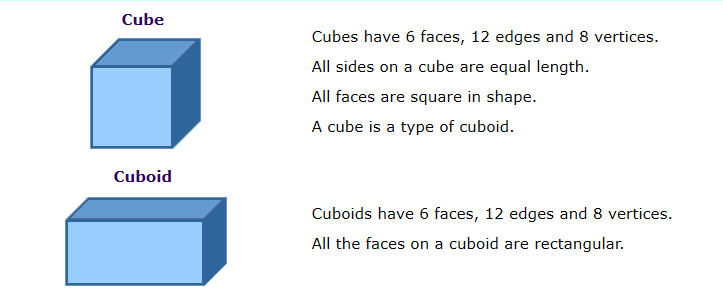 Cube
Cubes have 6 faces, 12 edges and 8 vertices.
All sides on a cube are equal length.
All faces are square in shape.
A cube is a type of cuboid.
Cuboid
Cuboids have 6 faces, 12 edges and 8 vertices.
All the faces on a cuboid are rectangular.